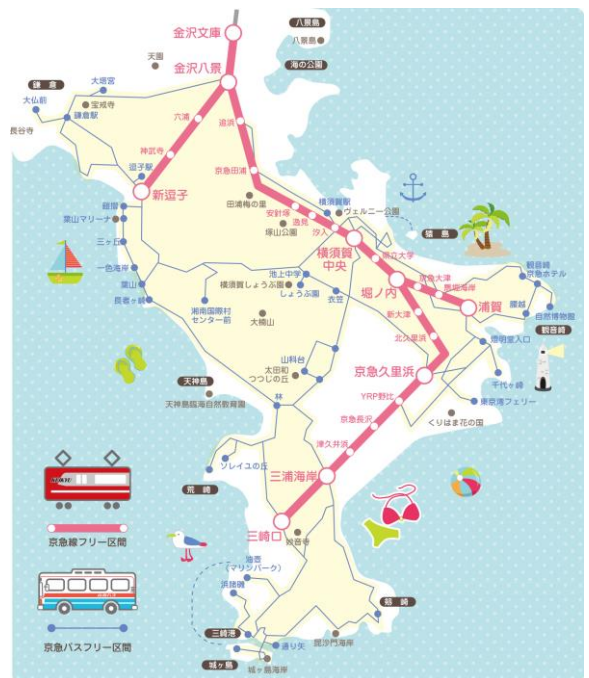 金沢文庫
八景島
八景島
金沢八景
天園
海の公園
鎌倉
大塔宮
大仏前
宝戒寺
鎌倉駅
長谷寺
六浦
追浜
神武寺
逗子駅
京急田浦
新逗子
田浦梅の里
横須賀駅
ヴェルニー公園
安針塚
逸見
汐入
塚山公園
葉山マリーナ
三ヶ丘
猿島
横須賀
中央
県立大学
一色海岸
池上中学
横須賀しょうぶ園
しょうぶ園
衣笠
葉山
長者ヶ崎
堀ノ内
京急大津
馬堀海岸
観音崎
京急ホテル
浦賀
腰越
自然博物館
観音崎
湘南国際村
センター前
大楠山
新大津
北久里浜
燈明堂入口
山科台
太田和
つつじの丘
京急久里浜
千代ヶ崎
東京湾フェリー
天神島
天神島臨海自然教育園
林
YRP野比
くりはま花の国
京急長沢
津久井浜
ソレイユの丘
荒崎
三浦海岸
三崎口
妙音寺
京急線フリー区間
油壺
(マリンパーク)
浜諸磯
剱崎
三崎港
通り矢
毘沙門海岸
城ヶ島
城ヶ島海岸
京急バスフリー区間